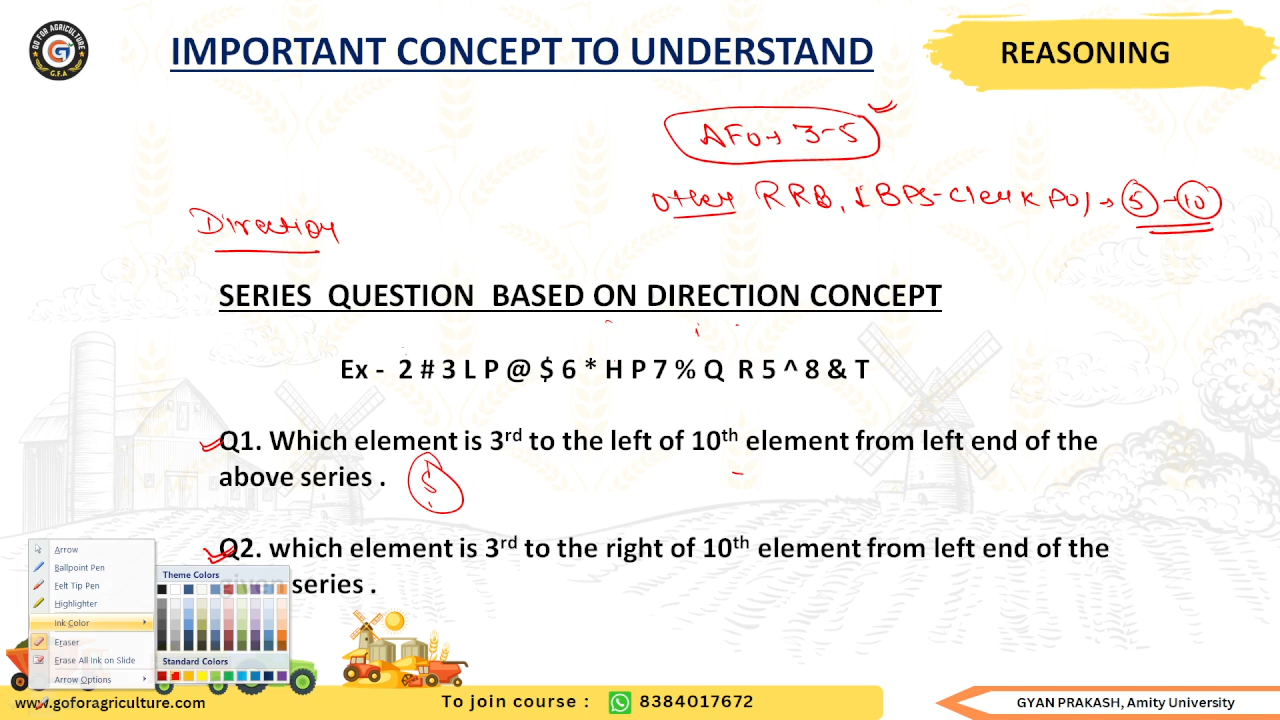 GO FOR AGRICULTURE
G.F.A
IMPORTANT CONCEPT TO UNDERSTAND
REASONING
AFO → 3-5
Other RRB, IBPS-Clerk PO) → 5 - 10
Direction
SERIES QUESTION BASED ON DIRECTION CONCEPT
Ex - 2 # 3 L P @ $ 6 * H P 7 % Q R 5 ^ 8 & T
Q1. Which element is 3rd to the left of 10th element from left end of the
above series .
$
Q2. which element is 3rd to the right of 10th element from left end of the
series .
Arrow
Ballpoint Pen
Felt Tip Pen
Highlighter
Ink Color
Eraser
Erase All Ink on Slide
Arrow Options
Theme Colors
Standard Colors
www.goforagriculture.com
To join course : 8384017672
GYAN PRAKASH, Amity University